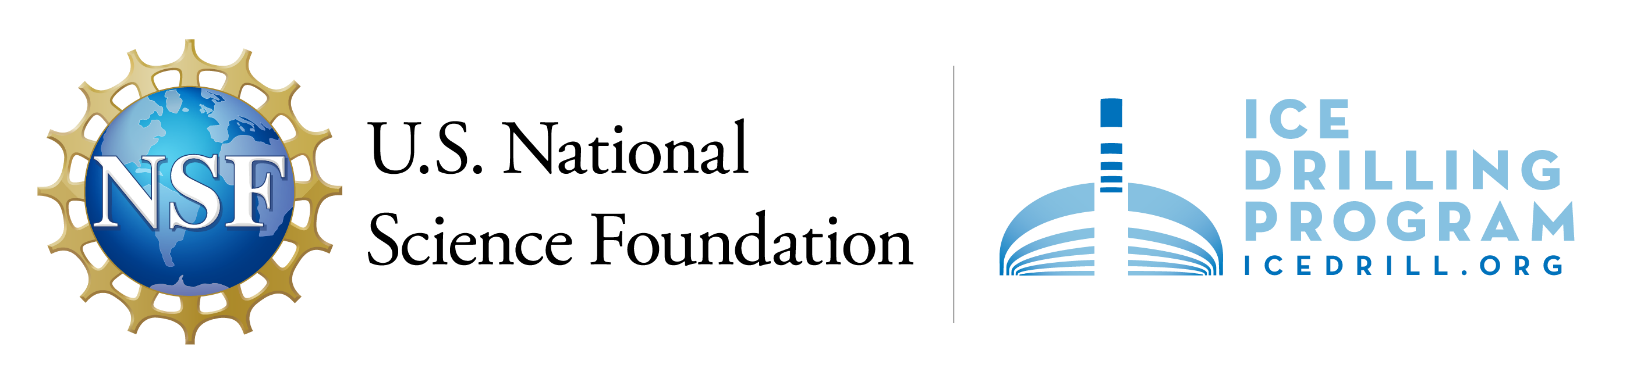 NSF
U.S. National
Science Foundation
ICE
DRILLING
PROGRAM
ICEDRILL.ORG